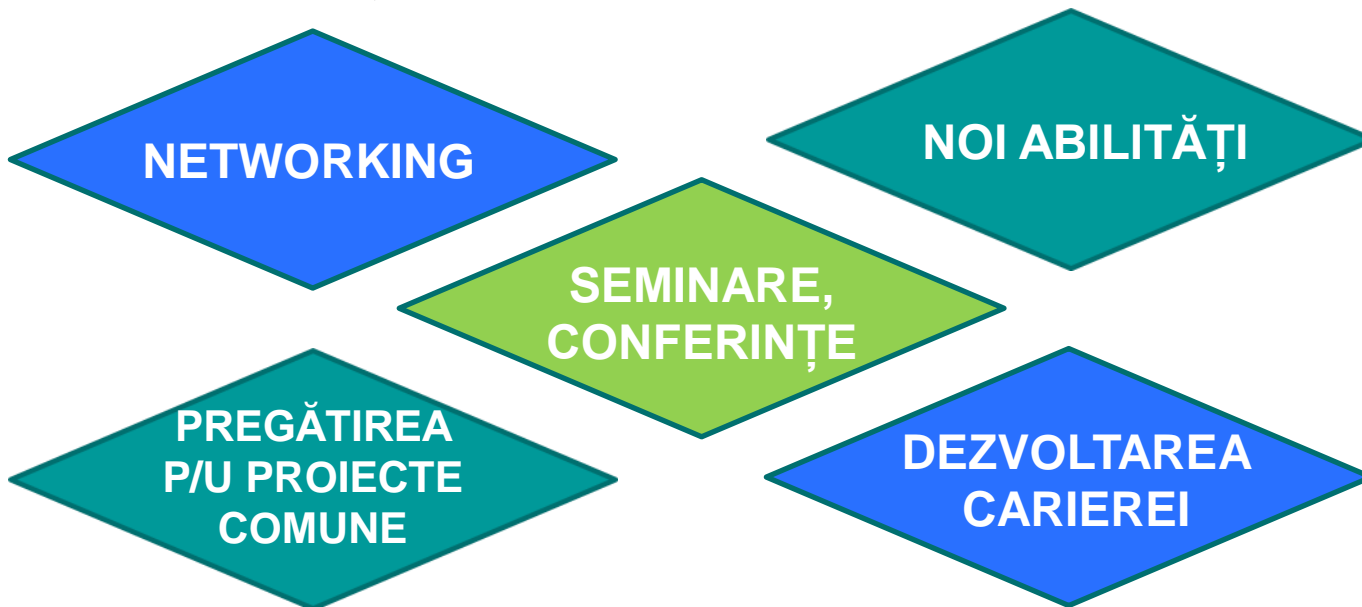 NETWORKING
NOI ABILITĂȚI
SEMINARE,
CONFERINȚE
PREGĂTIREA
P/U PROIECTE
COMUNE
DEZVOLTAREA
CARIEREI